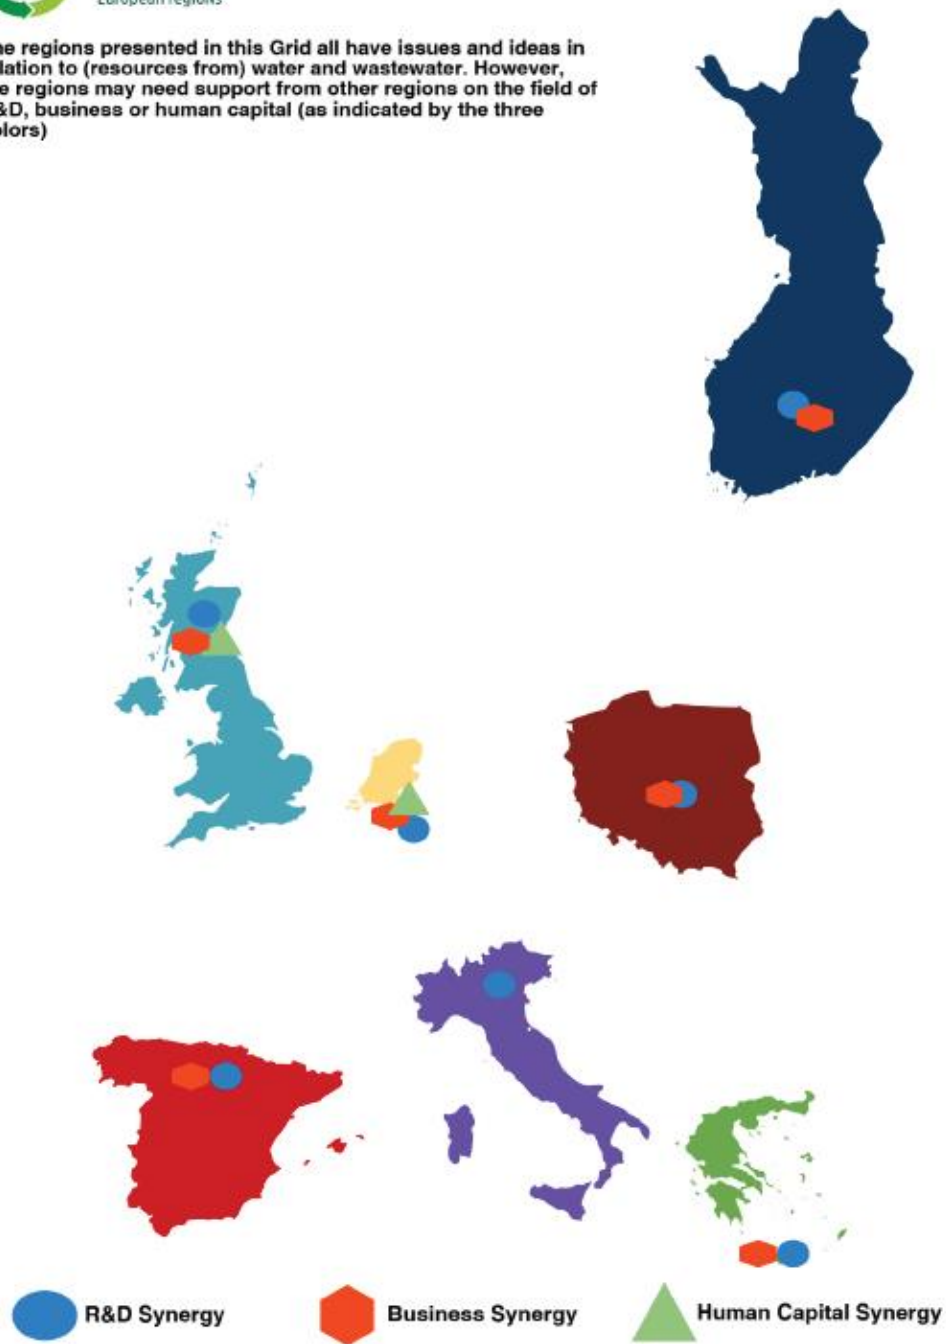 European regions
he regions presented in this Grid all have issues and ideas in
lation to (resources from) water and wastewater. However,
e regions may need support from other regions on the field of
&D, business or human capital (as indicated by the three
lors)
R&D Synergy
Business Synergy
Human Capital Synergy